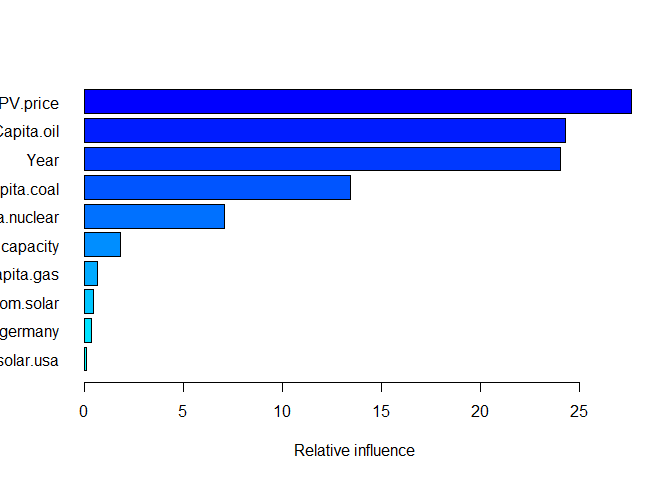 PV.price
Capita.oil
Year
pita.coal
a.nuclear
capacity
apita.gas
om.solar
germany
solar.usa
0 5 10 15 20 25
Relative influence